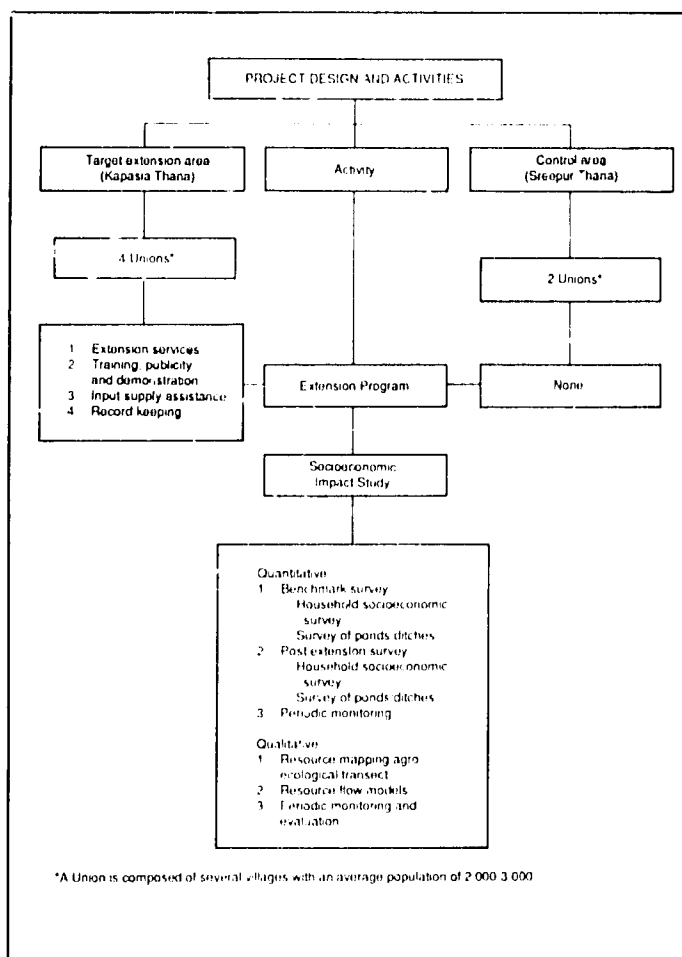 PROJECT DESIGN AND ACTIVITIES
Target extension area
(Kapasia Thana)
Activity
Control area
(Sreepur Thana)
4 Unions*
2 Unions*
1 Extension services
2 Training, publicity
and demonstration
3 Input supply assistance
4 Record keeping
Extension Program
None
Socioeconomic
Impact Study
Quantitative
1 Benchmark survey
Household socioeconomic
survey
Survey of ponds ditches
2 Post extension survey
Household socioeconomic
survey
Survey of ponds ditches
3 Periodic monitoring
Qualitative
1 Resource mapping agro
ecological transect
2 Resource flow models
3 Periodic monitoring and
evaluation
*A Union is composed of several villages with an average population of 2 000 3 000